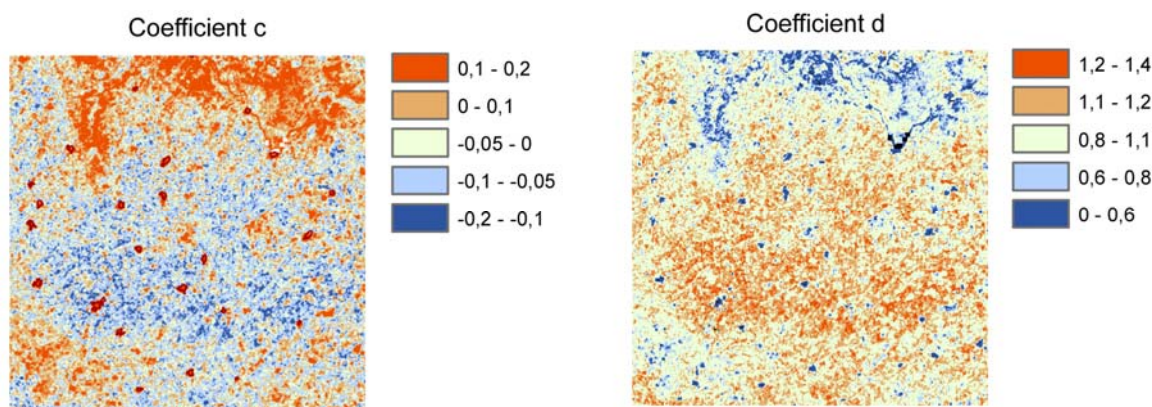 Coefficient c
0,1 - 0,2
0 - 0,1
-0,05 - 0
-0,1 - -0,05
-0,2 - -0,1
Coefficient d
1,2 - 1,4
1,1 - 1,2
0,8 - 1,1
0,6 - 0,8
0 - 0,6